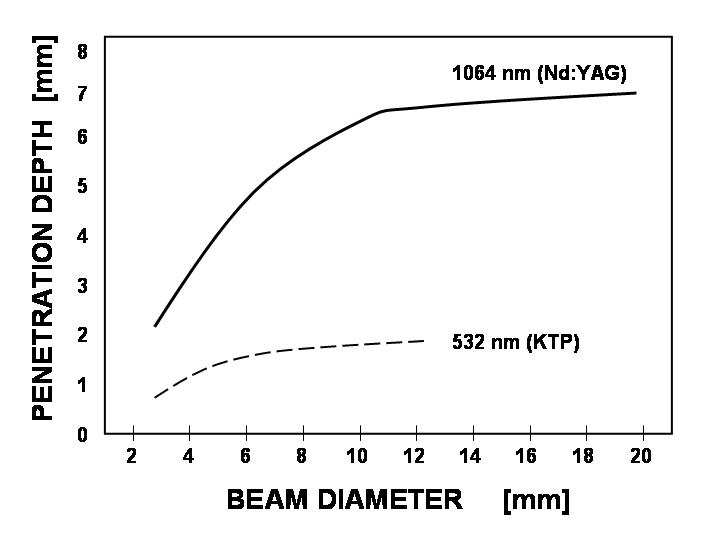 PENETRATION DEPTH [mm]
8
7
6
5
4
3
2
1
0
1064 nm (Nd:YAG)
532 nm (KTP)
2 4 6 8 10 12 14 16 18 20
BEAM DIAMETER [mm]